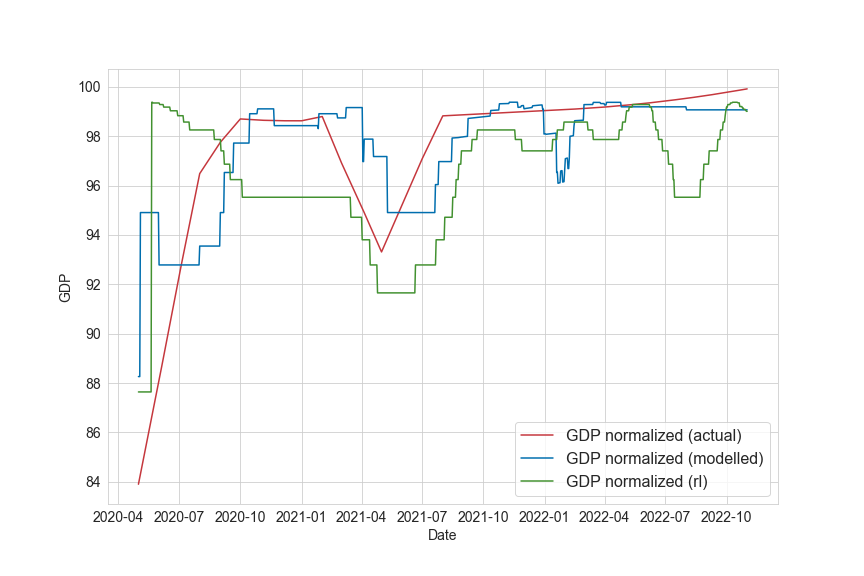 100
98
96
94
92
90
88
86
84
GDP
GDP normalized (actual)
GDP normalized (modelled)
GDP normalized (rl)
2020-04 2020-07 2020-10 2021-01 2021-04 2021-07 2021-10 2022-01 2022-04 2022-07 2022-10
Date